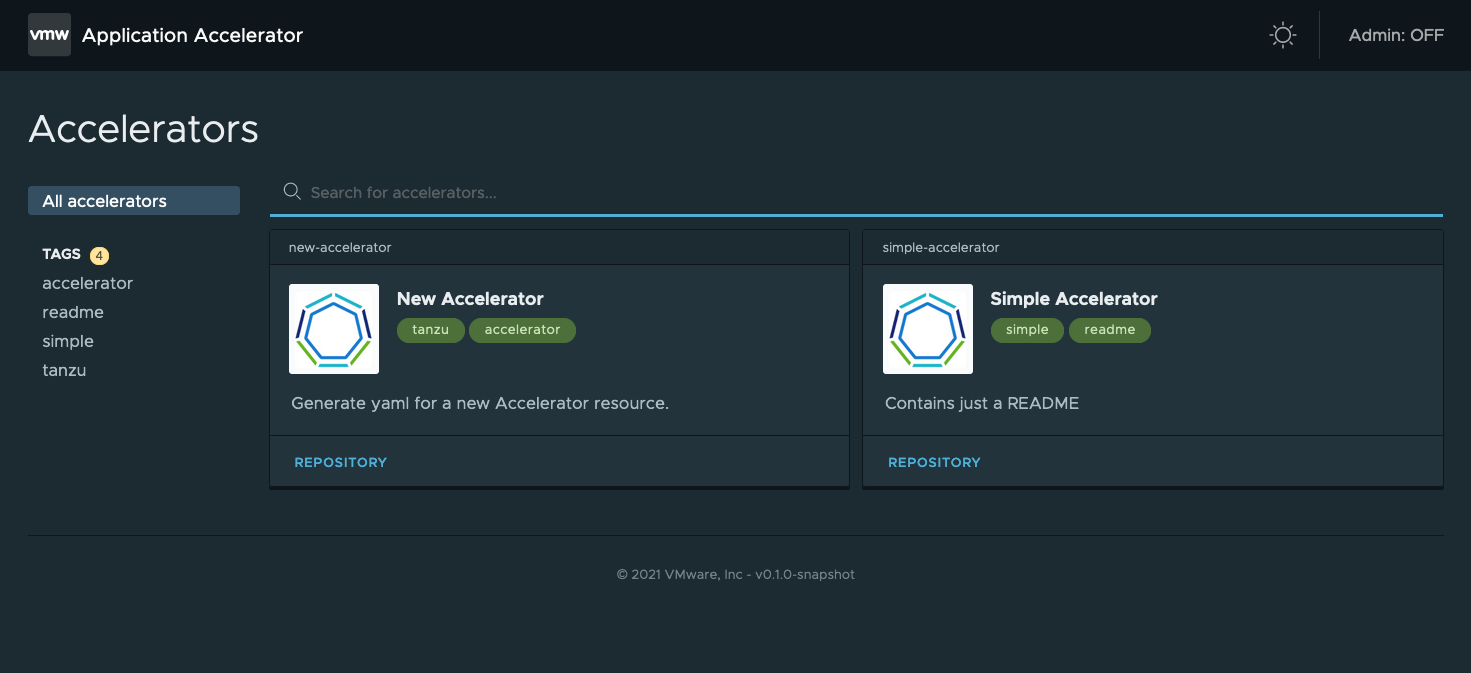 vmw Application Accelerator
Admin: OFF
Accelerators
All accelerators
TAGS 4
accelerator
readme
simple
tanzu
Search for accelerators...
new-accelerator
New Accelerator
tanzu accelerator
Generate yaml for a new Accelerator resource.
REPOSITORY
simple-accelerator
Simple Accelerator
simple readme
Contains just a README
REPOSITORY
© 2021 VMware, Inc - v0.1.0-snapshot